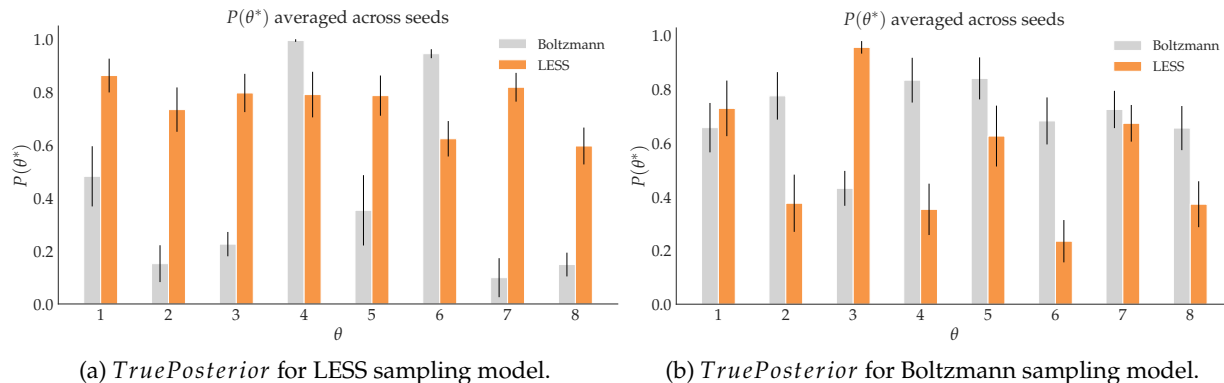 P(θ*) averaged across seeds
Boltzmann
LESS
P(θ*)
1.0
0.8
0.6
0.4
0.2
0.0
1 2 3 4 5 6 7 8
θ
(a) TruePosterior for LESS sampling model.
P(θ*) averaged across seeds
Boltzmann
LESS
P(θ*)
1.0
0.8
0.6
0.4
0.2
0.0
1 2 3 4 5 6 7 8
θ
(b) TruePosterior for Boltzmann sampling model.